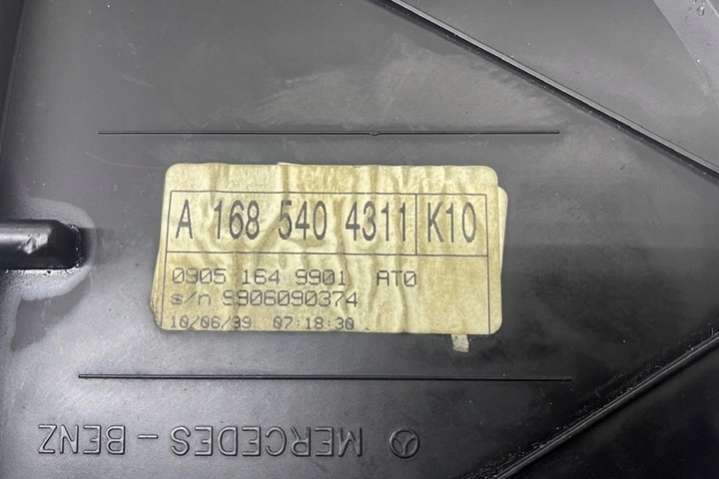 A 168 540 4311 K10
0905 164 9901 AT0
s/n 9906090374
10/06/99 07:18:30
MERCEDES - BENZ